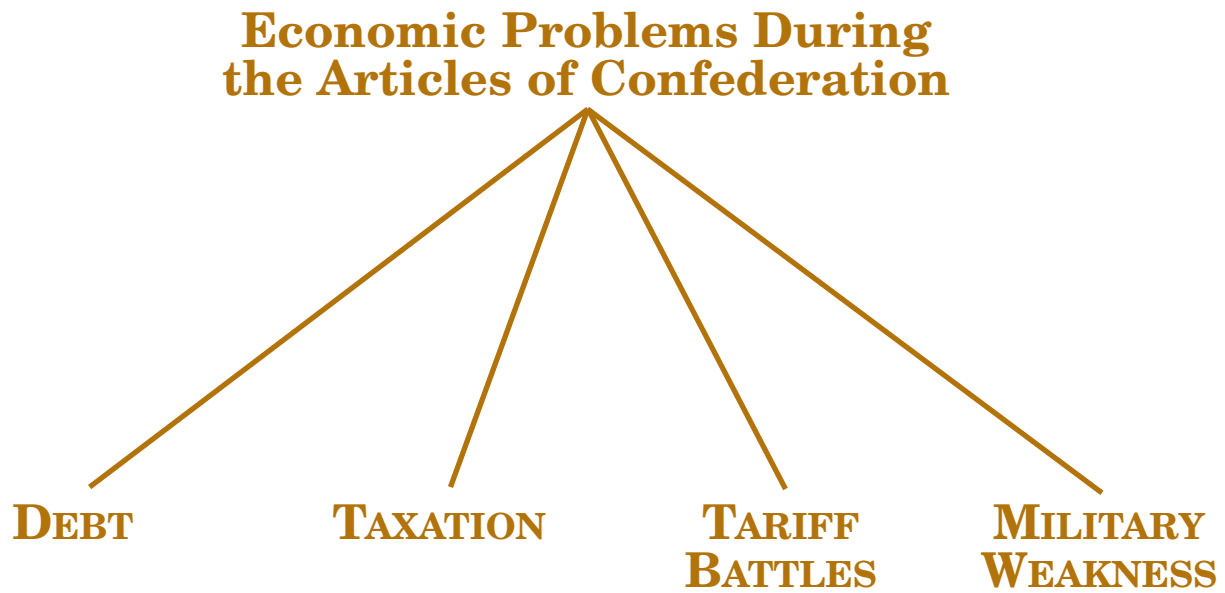 Economic Problems During
the Articles of Confederation
DEBT
TAXATION
TARIFF
BATTLES
MILITARY
WEAKNESS